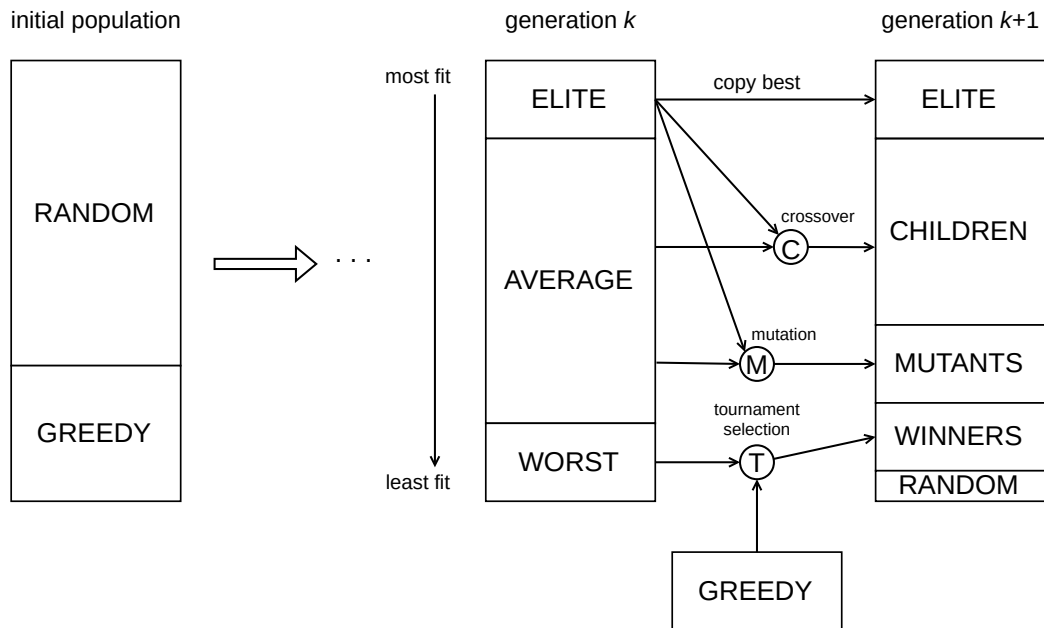 initial population
generation k
generation k+1
RANDOM
GREEDY
. . .
most fit
least fit
ELITE
AVERAGE
WORST
copy best
crossover
C
mutation
M
tournament
selection
T
GREEDY
ELITE
CHILDREN
MUTANTS
WINNERS
RANDOM